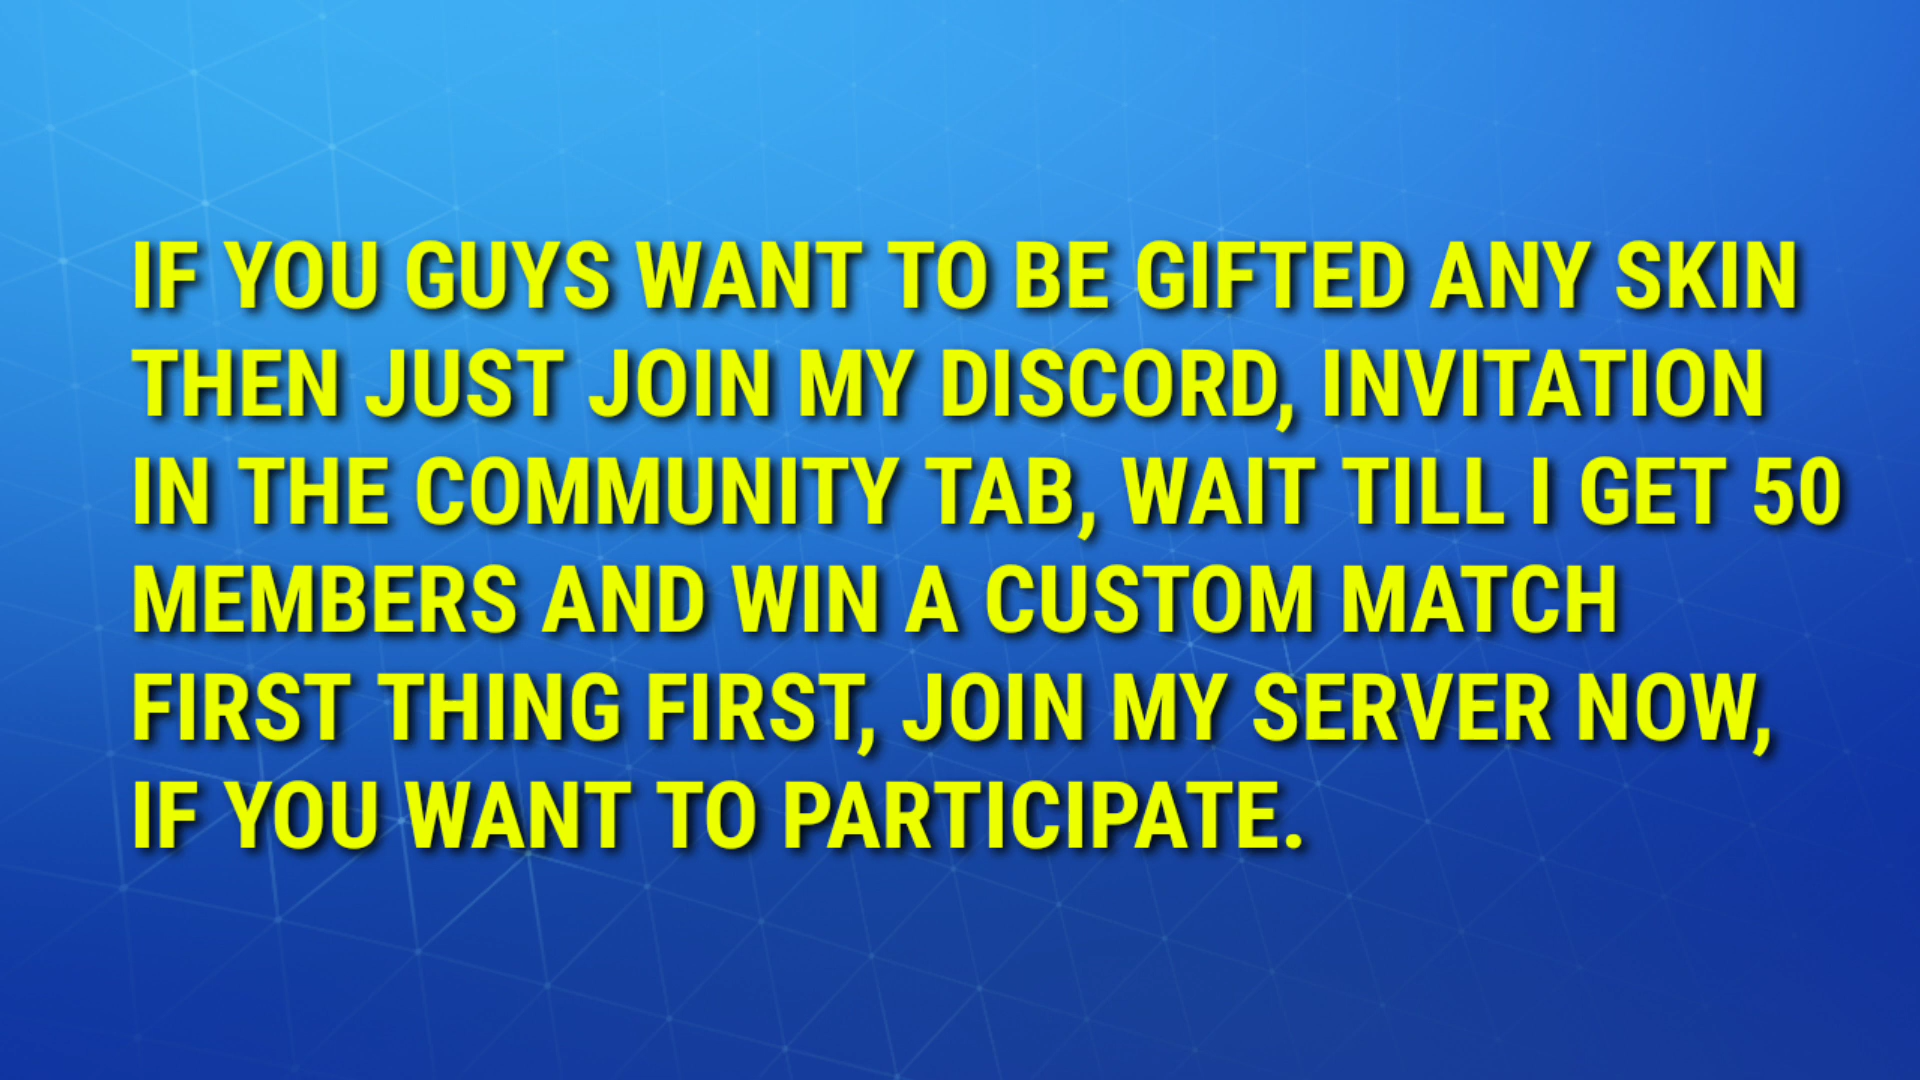 IF YOU GUYS WANT TO BE GIFTED ANY SKIN
THEN JUST JOIN MY DISCORD, INVITATION
IN THE COMMUNITY TAB, WAIT TILL I GET 50
MEMBERS AND WIN A CUSTOM MATCH
FIRST THING FIRST, JOIN MY SERVER NOW,
IF YOU WANT TO PARTICIPATE.